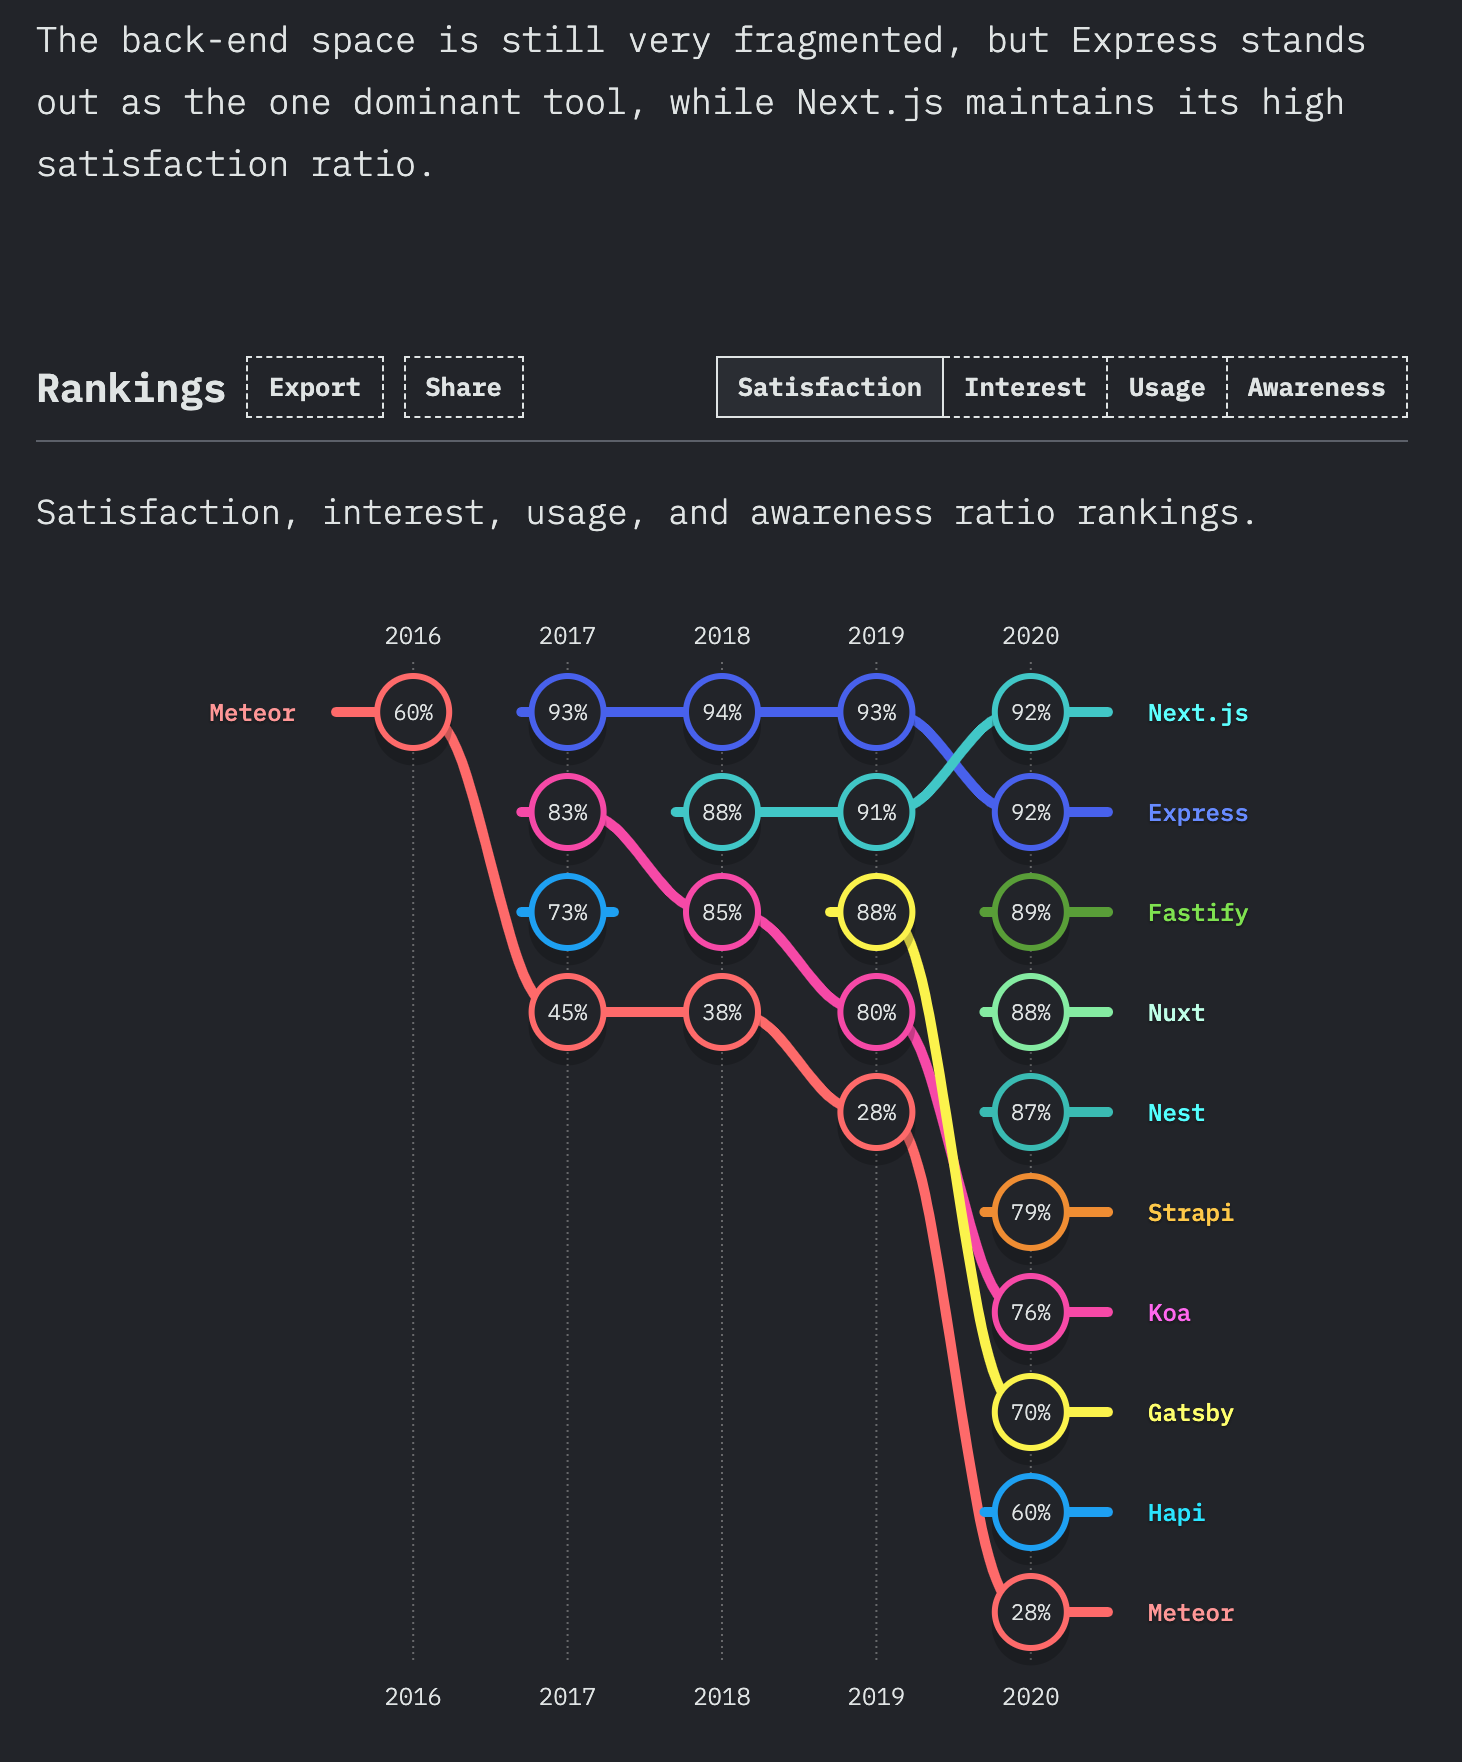 The back-end space is still very fragmented, but Express stands
out as the one dominant tool, while Next.js maintains its high
satisfaction ratio.
Rankings Export Share Satisfaction Interest Usage Awareness
Satisfaction, interest, usage, and awareness ratio rankings.
2016 2017 2018 2019 2020
Meteor 60% 93% 94% 93% 92% Next.js
83% 88% 91% 92% Express
73% 85% 88% 89% Fastify
45% 38% 80% 88% Nuxt
28% 87% Nest
79% Strapi
76% Koa
70% Gatsby
60% Hapi
28% Meteor
2016 2017 2018 2019 2020